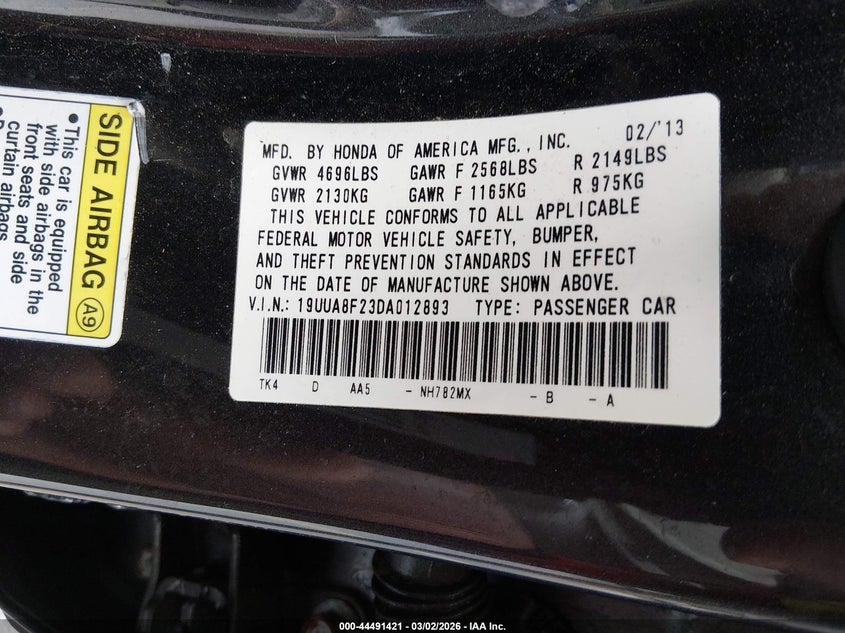 SIDE AIRBAG A9
●This car is equipped
with side airbags in the
front seats and side
curtain airbags
MFD. BY HONDA OF AMERICA MFG., INC. 02/'13
GVWR 4696LBS GAWR F 2568LBS R 2149LBS
GVWR 2130KG GAWR F 1165KG R 975KG
THIS VEHICLE CONFORMS TO ALL APPLICABLE
FEDERAL MOTOR VEHICLE SAFETY, BUMPER,
AND THEFT PREVENTION STANDARDS IN EFFECT
ON THE DATE OF MANUFACTURE SHOWN ABOVE.
V.I.N.: 19UUA8F23DA012893 TYPE: PASSENGER CAR
TK4 D AA5 - NH782MX - B - A
000-44491421 - 03/02/2026 - IAA Inc.